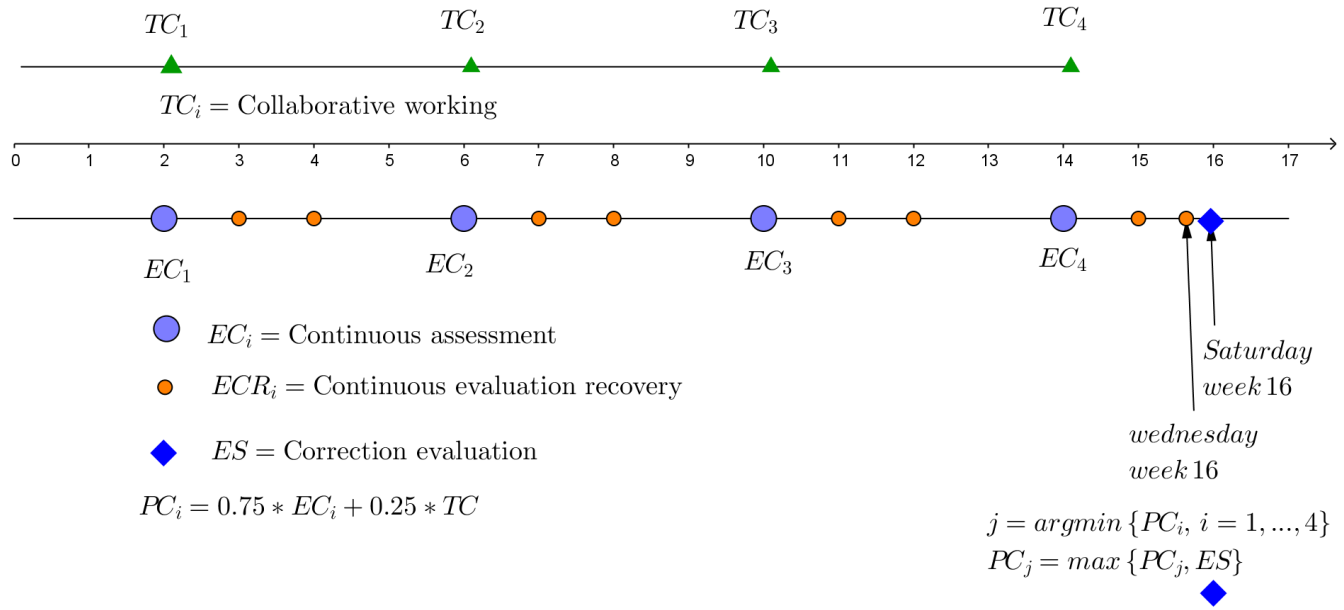 TC₁ TC₂ TC₃ TC₄
TCᵢ = Collaborative working
0 1 2 3 4 5 6 7 8 9 10 11 12 13 14 15 16 17
EC₁ EC₂ EC₃ EC₄
ECᵢ = Continuous assessment
ECRᵢ = Continuous evaluation recovery
ES = Correction evaluation
PCᵢ = 0.75 * ECᵢ + 0.25 * TC
Saturday
week 16
wednesday
week 16
j = argmin {PCᵢ, i = 1, ..., 4}
PCⱼ = max {PCⱼ, ES}